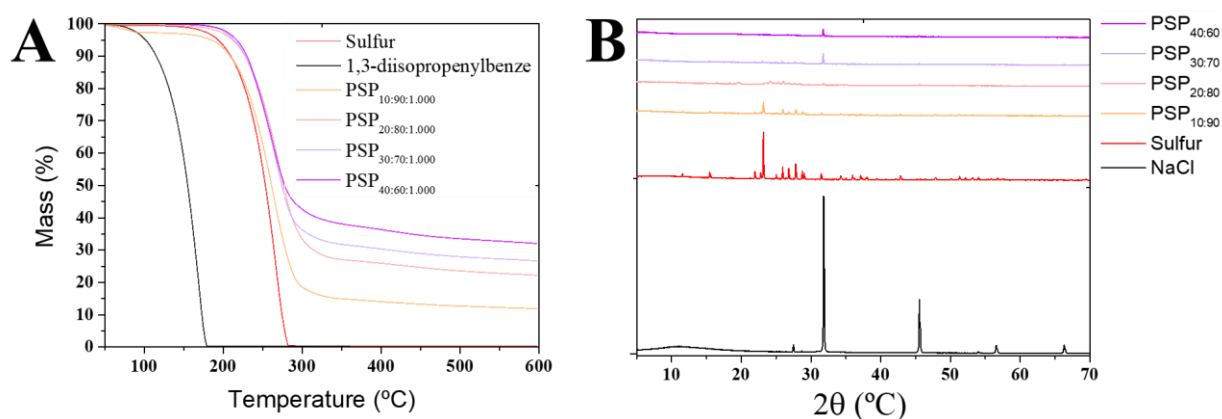 A
Mass (%)
100
90
80
70
60
50
40
30
20
10
0
100
200
300
400
500
600
Temperature (ºC)
Sulfur
1,3-diisopropenylbenze
PSP10:90:1.000
PSP20:80:1.000
PSP30:70:1.000
PSP40:60:1.000
B
10
20
30
40
50
60
70
2θ (ºC)
PSP40:60
PSP30:70
PSP20:80
PSP10:90
Sulfur
NaCl